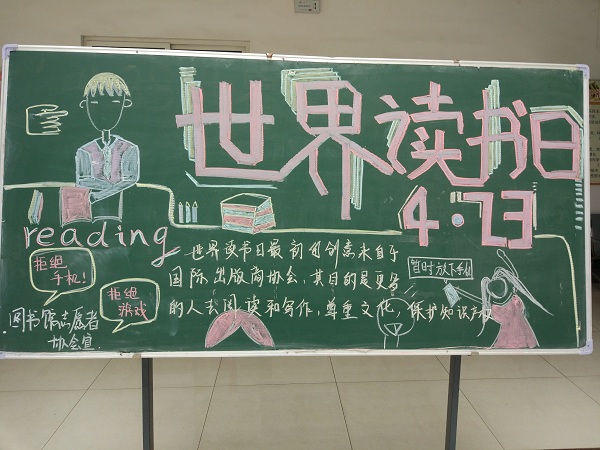 世界读书日
4·23
reading
世界读书日最初的创意来自于
国际出版商协会，其目的是更多
的人去阅读和写作，尊重文化，保护知识产权
拒绝
手机！
拒绝
游戏
暂时放下手机
图书馆志愿者
协会宣